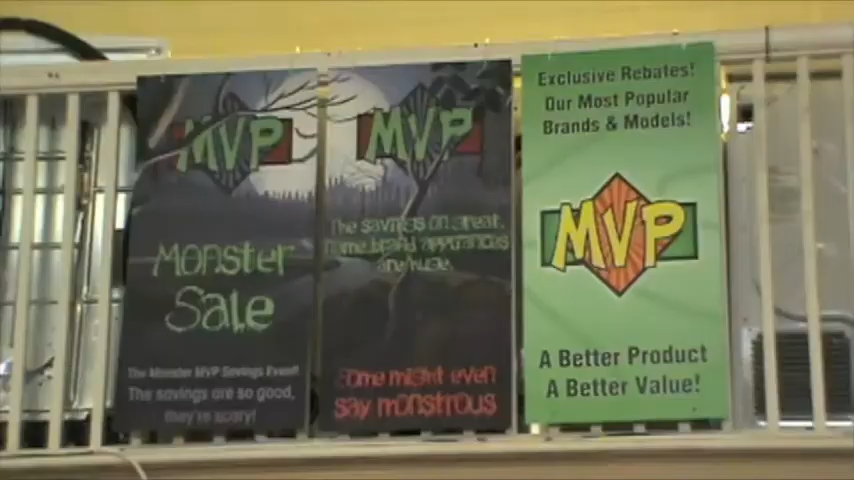 MVP
Monster
Sale
The Monster MVP Savings Event!
The savings are so good,
they're scary!
MVP
The savings on great,
name brand appliances
are huge.
Some might even
say monstrous
Exclusive Rebates!
Our Most Popular
Brands & Models!
MVP
A Better Product
A Better Value!